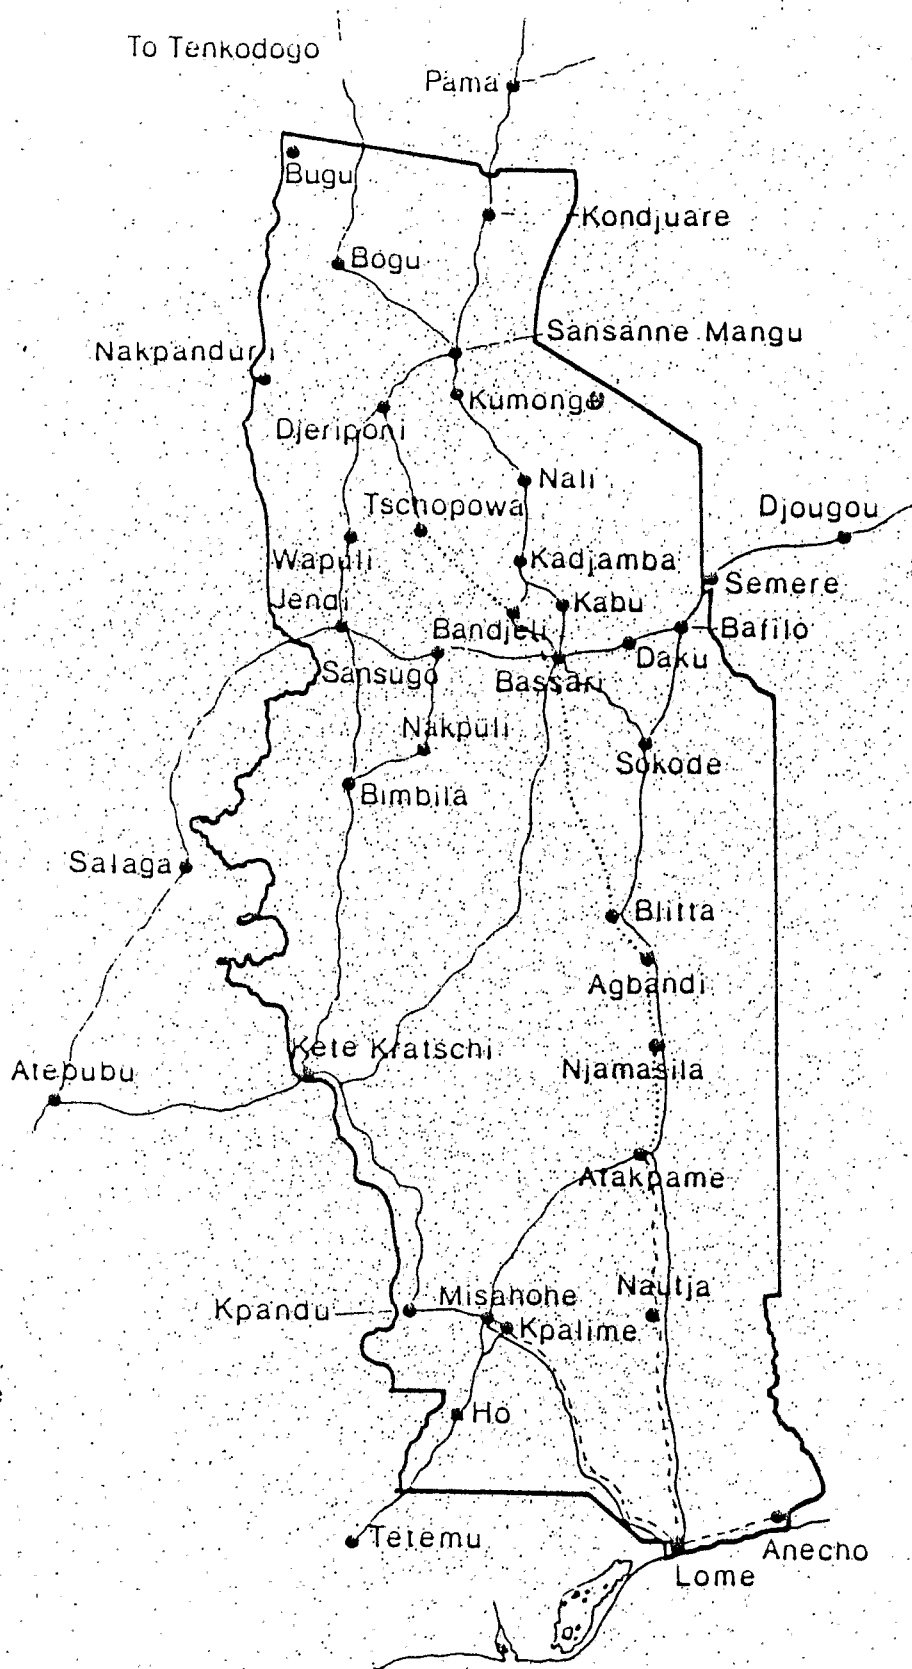 To Tenkodogo
Pama
Bugu
Kondjuare
Bogu
Sansanne Mangu
Nakpanduri
Kumongo
Djeriponi
Nali
Tschopowa
Djougou
Wapuli
Kadjamba
Semere
Jendi
Kabu
Bandjeli
Bafilo
Daku
Sansugo
Bassari
Nakpuli
Sokode
Bimbila
Salaga
Blitta
Agbandi
Kete Kratschi
Atebubu
Njamasila
Atakpame
Nautja
Misahohe
Kpandu
Kpalime
Ho
Tetemu
Anecho
Lome